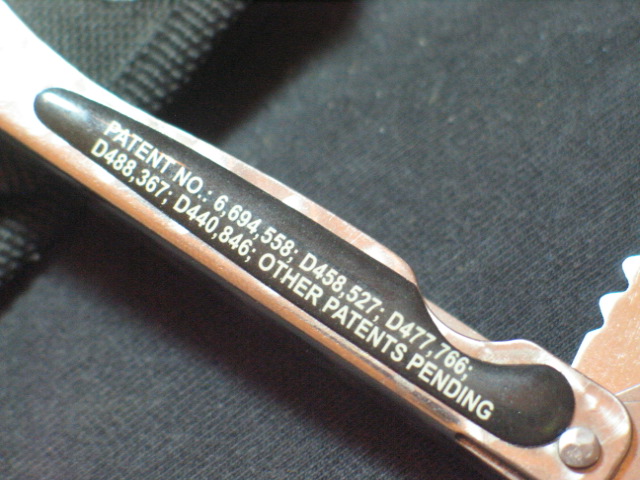 PATENT NO.: 6,694,558; D458,527; D477,766;
D488,367; D440,846; OTHER PATENTS PENDING